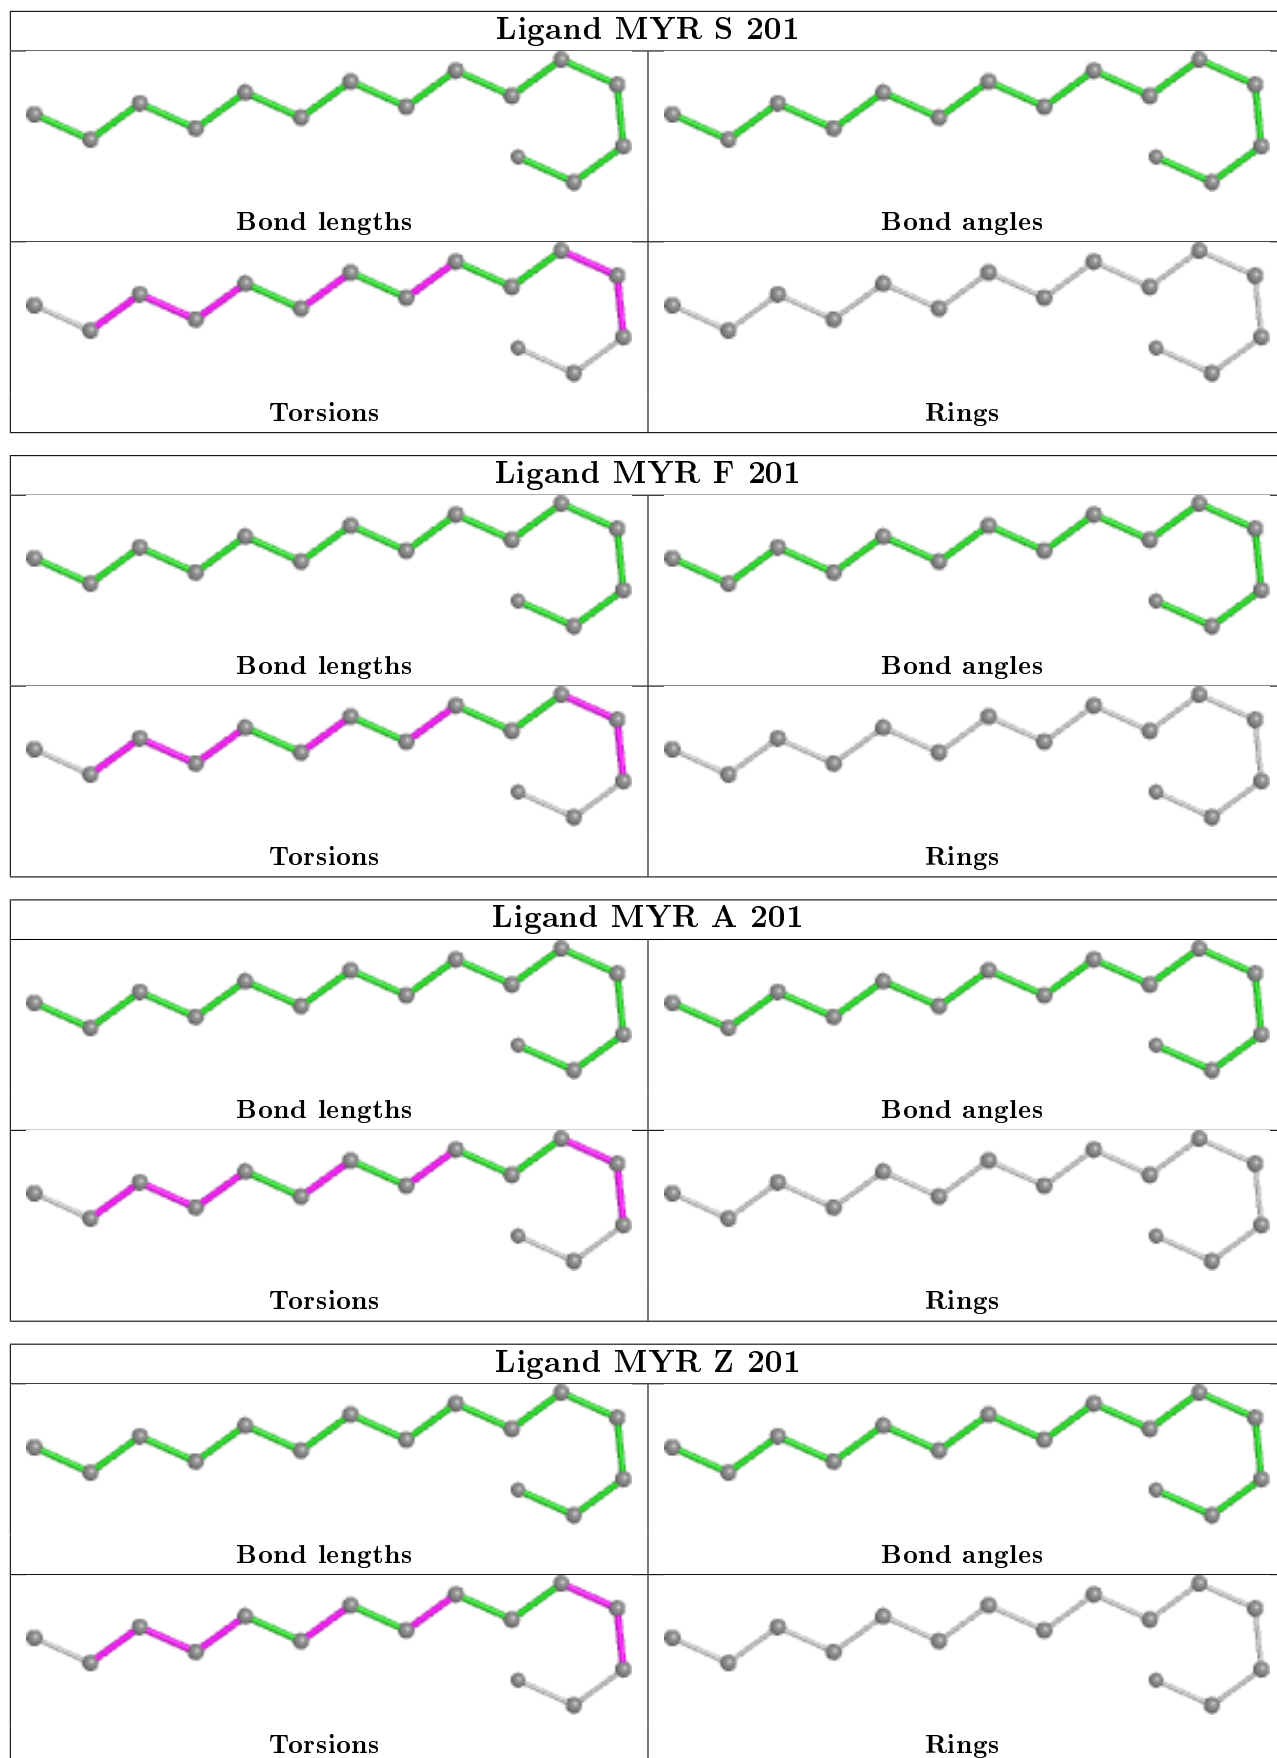 Ligand MYR S 201
Bond lengths
Bond angles
Torsions
Rings
Ligand MYR F 201
Bond lengths
Bond angles
Torsions
Rings
Ligand MYR A 201
Bond lengths
Bond angles
Torsions
Rings
Ligand MYR Z 201
Bond lengths
Bond angles
Torsions
Rings